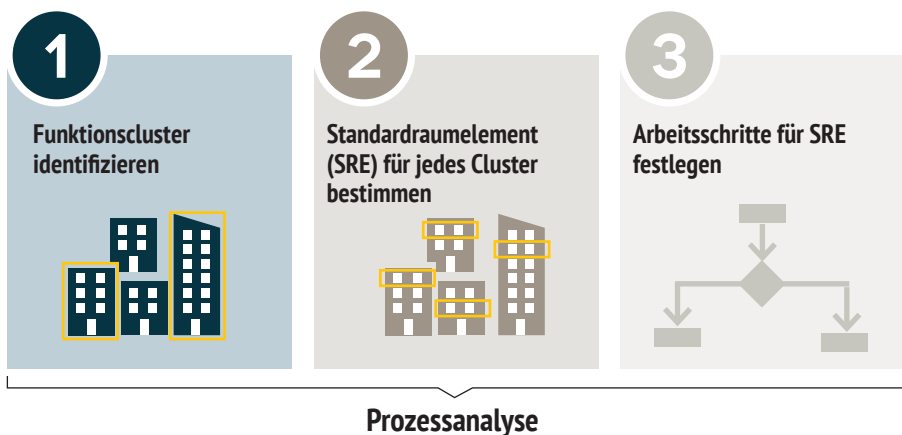 1
Funktionscluster
identifizieren
2
Standardraumelement
(SRE) für jedes Cluster
bestimmen
3
Arbeitsschritte für SRE
festlegen
Prozessanalyse